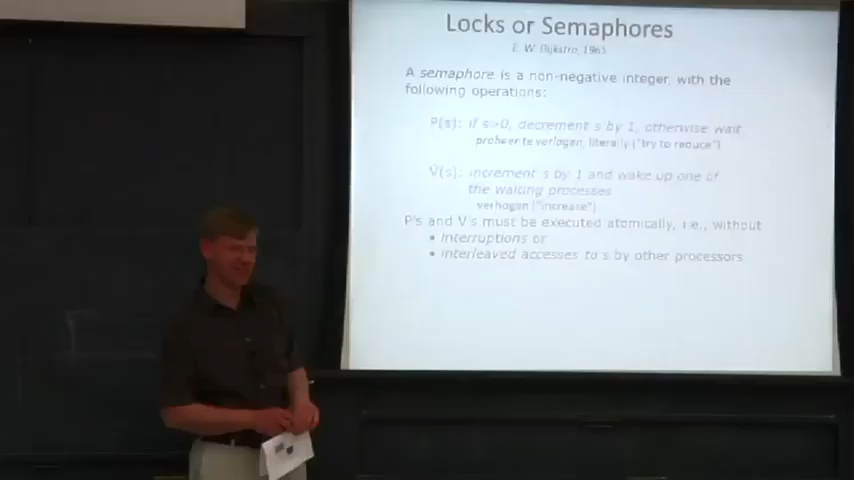 Locks or Semaphores
E. W. Dijkstra, 1965
A semaphore is a non-negative integer, with the
following operations:
P(s): if s>0, decrement s by 1, otherwise wait
probeer te verlagen, literally ("try to reduce")
V(s): increment s by 1 and wake up one of
the waiting processes
verhogen ("increase")
P's and V's must be executed atomically, i.e., without
• interruptions or
• interleaved accesses to s by other processors